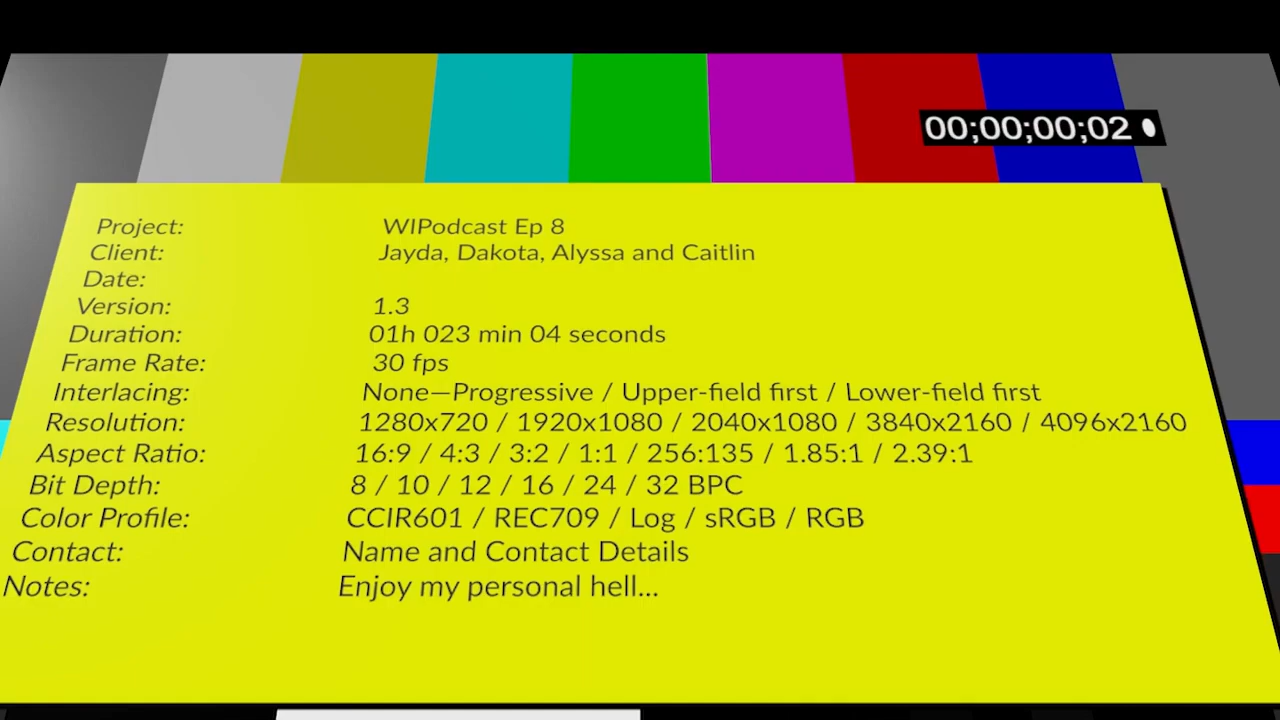 00;00;00;02
Project: WIPodcast Ep 8
Client: Jayda, Dakota, Alyssa and Caitlin
Date:
Version: 1.3
Duration: 01h 023 min 04 seconds
Frame Rate: 30 fps
Interlacing: None—Progressive / Upper-field first / Lower-field first
Resolution: 1280x720 / 1920x1080 / 2040x1080 / 3840x2160 / 4096x2160
Aspect Ratio: 16:9 / 4:3 / 3:2 / 1:1 / 256:135 / 1.85:1 / 2.39:1
Bit Depth: 8 / 10 / 12 / 16 / 24 / 32 BPC
Color Profile: CCIR601 / REC709 / Log / sRGB / RGB
Contact: Name and Contact Details
Notes: Enjoy my personal hell...